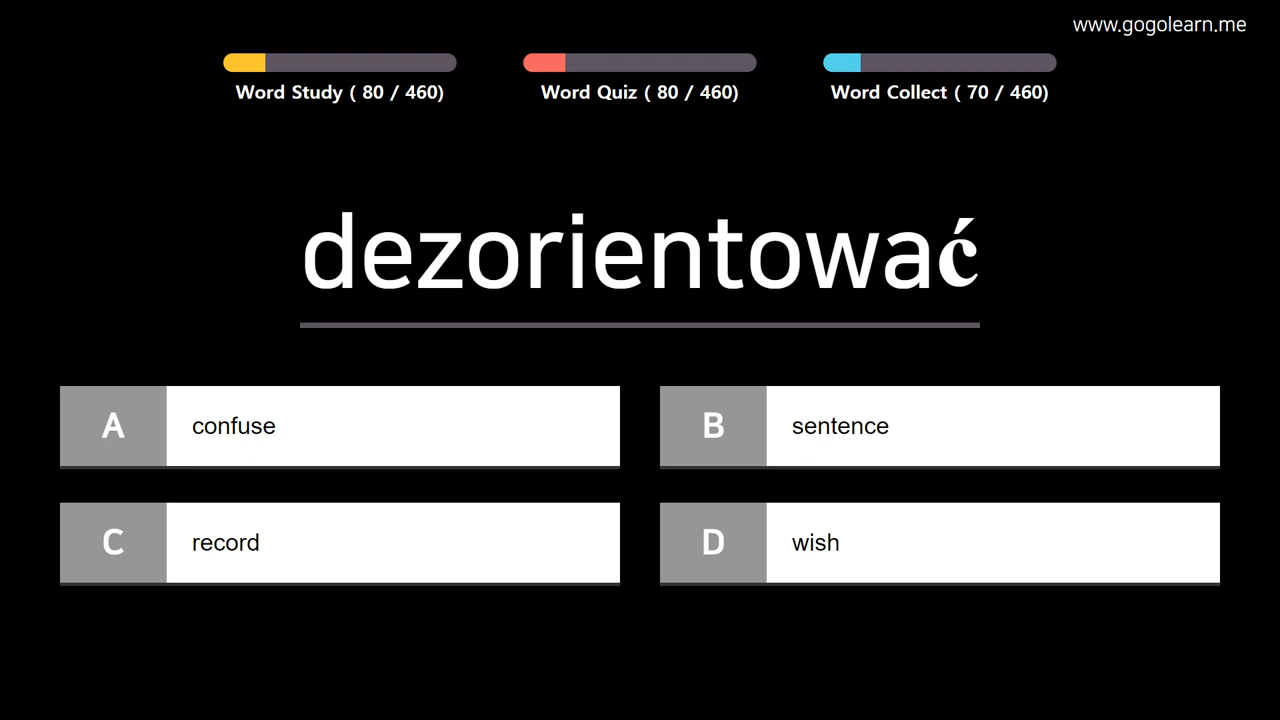 www.gogolearn.me
Word Study ( 80 / 460)
Word Quiz ( 80 / 460)
Word Collect ( 70 / 460)
dezorientować
A confuse
B sentence
C record
D wish